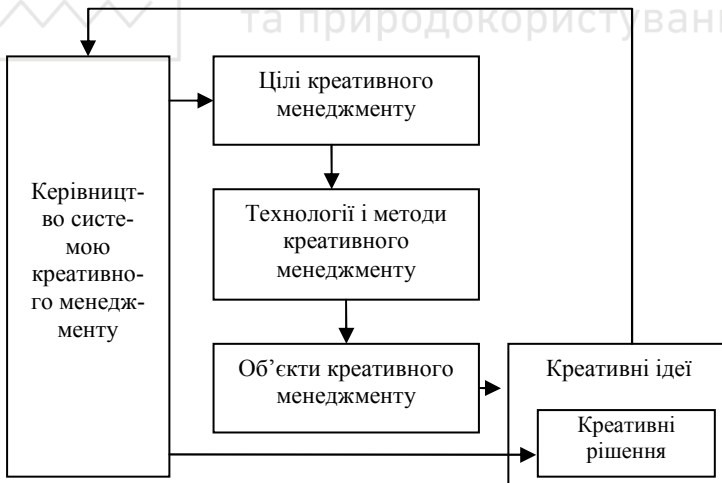 та природокористуван
Цілі креативного
менеджменту
Керівницт-
во систе-
мою
креативно-
го менедж-
менту
Технології і методи
креативного
менеджменту
Об’єкти креативного
менеджменту
Креативні ідеї
Креативні
рішення